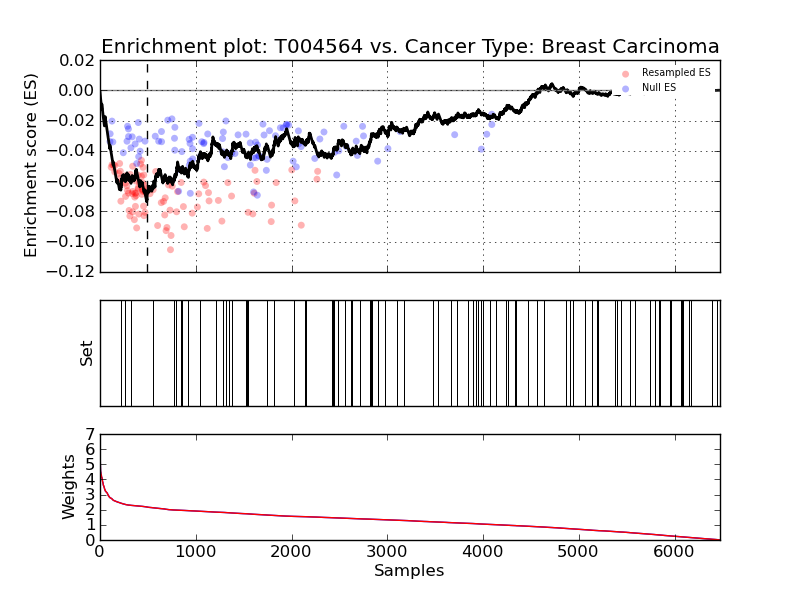 Enrichment plot: T004564 vs. Cancer Type: Breast Carcinoma
Enrichment score (ES)
0.02
0.00
−0.02
−0.04
−0.06
−0.08
−0.10
−0.12
Resampled ES
Null ES
Set
Weights
7
6
5
4
3
2
1
0
0 1000 2000 3000 4000 5000 6000
Samples